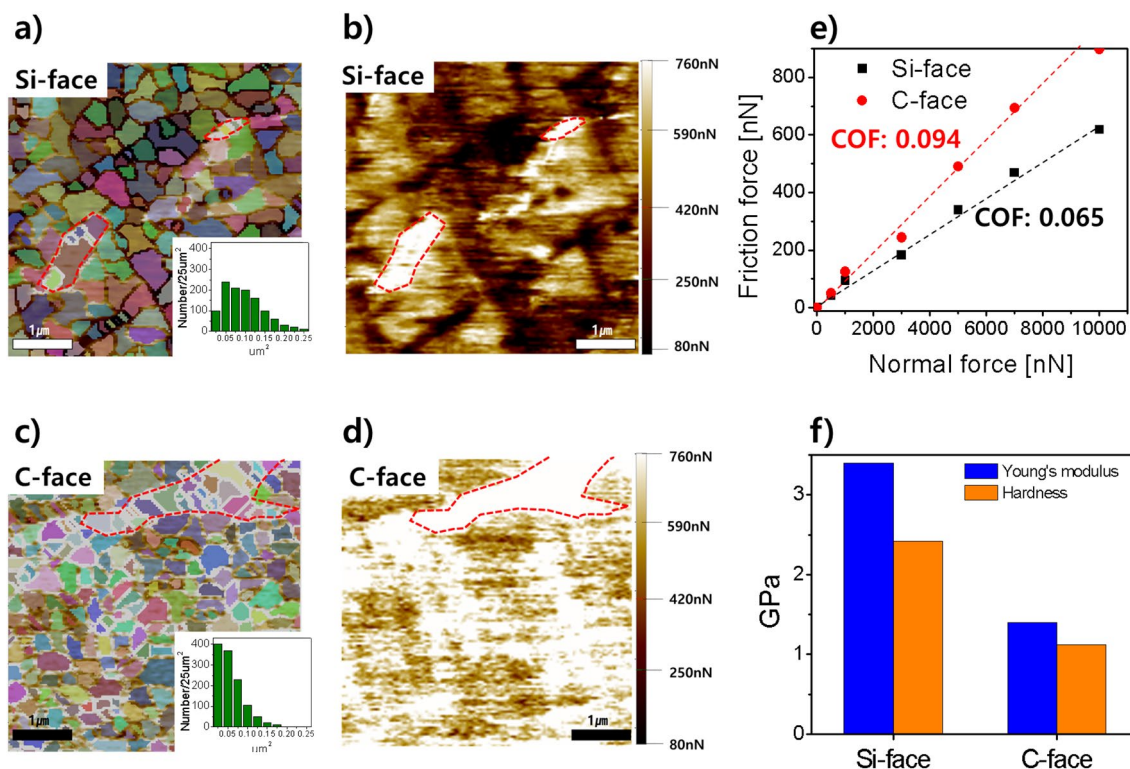 a)
Si-face
Number/25um²
400
300
200
100
0
0.05 0.10 0.15 0.20 0.25
um²
1㎛
b)
Si-face
1㎛
760nN
590nN
420nN
250nN
80nN
e)
Si-face
C-face
COF: 0.094
COF: 0.065
Friction force [nN]
800
600
400
200
0
0 2000 4000 6000 8000 10000
Normal force [nN]
c)
C-face
Number/25um²
400
300
200
100
0
0.05 0.10 0.15 0.20 0.25
um²
1㎛
d)
C-face
1㎛
760nN
590nN
420nN
250nN
80nN
f)
Young's modulus
Hardness
GPa
3
2
1
0
Si-face C-face